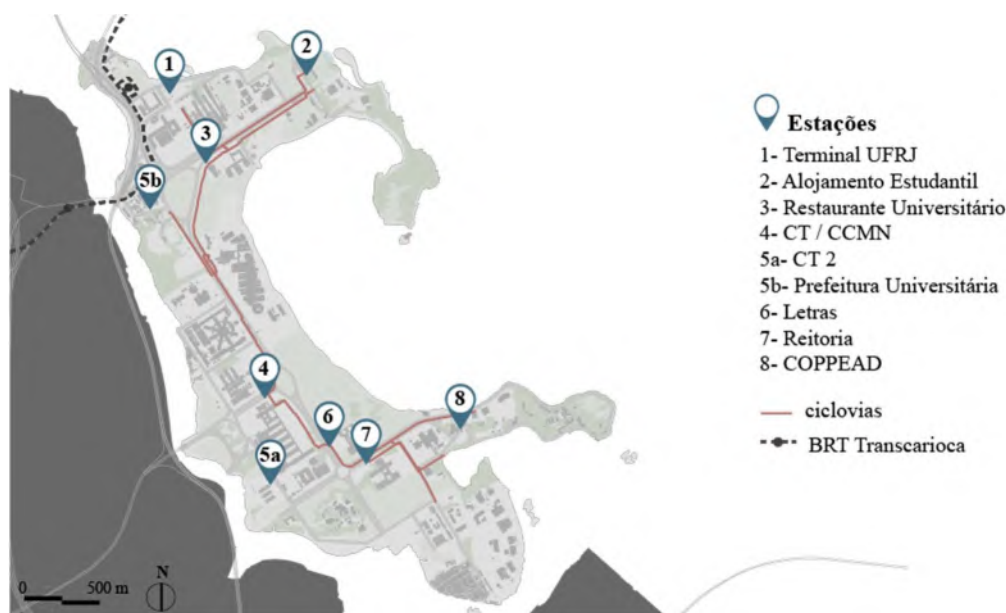 1
2
3
5b
4
6
7
8
5a
Estações
1- Terminal UFRJ
2- Alojamento Estudantil
3- Restaurante Universitário
4- CT / CCMN
5a- CT 2
5b- Prefeitura Universitária
6- Letras
7- Reitoria
8- COPPEAD
ciclovias
BRT Transcarioca
0 500 m
N